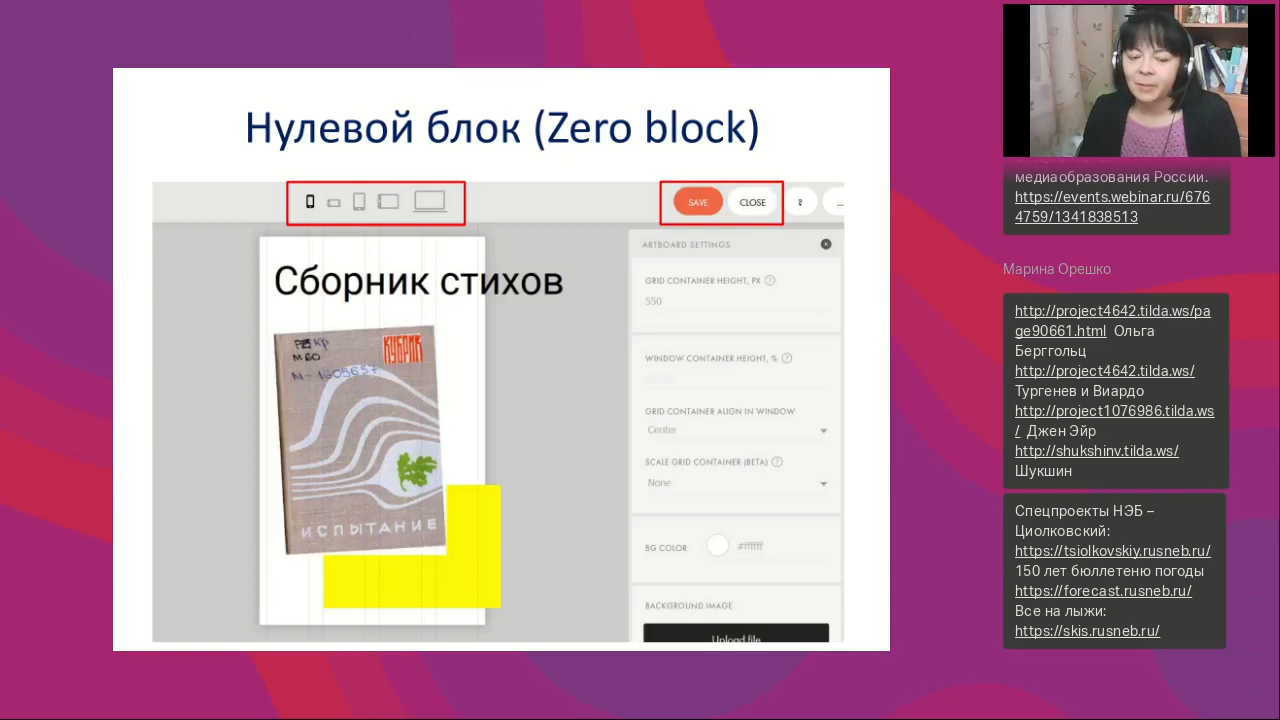 Нулевой блок (Zero block)
SAVE
CLOSE
?
...
Сборник стихов
КУБРИК
М 60
М-1605637
ИСПЫТАНИЕ
ARTBOARD SETTINGS
GRID CONTAINER HEIGHT, PX ?
550
WINDOW CONTAINER HEIGHT, % ?
GRID CONTAINER ALIGN IN WINDOW
Center
SCALE GRID CONTAINER (BETA) ?
None
BG COLOR
#ffffff
BACKGROUND IMAGE
Upload file
медиаобразования России.
https://events.webinar.ru/676
4759/1341838513
Марина Орешко
http://project4642.tilda.ws/pa
ge90661.html Ольга
Берггольц
http://project4642.tilda.ws/
Тургенев и Виардо
http://project1076986.tilda.ws
/ Джен Эйр
http://shukshinv.tilda.ws/
Шукшин
Спецпроекты НЭБ –
Циолковский:
https://tsiolkovskiy.rusneb.ru/
150 лет бюллетеню погоды
https://forecast.rusneb.ru/
Все на лыжи:
https://skis.rusneb.ru/